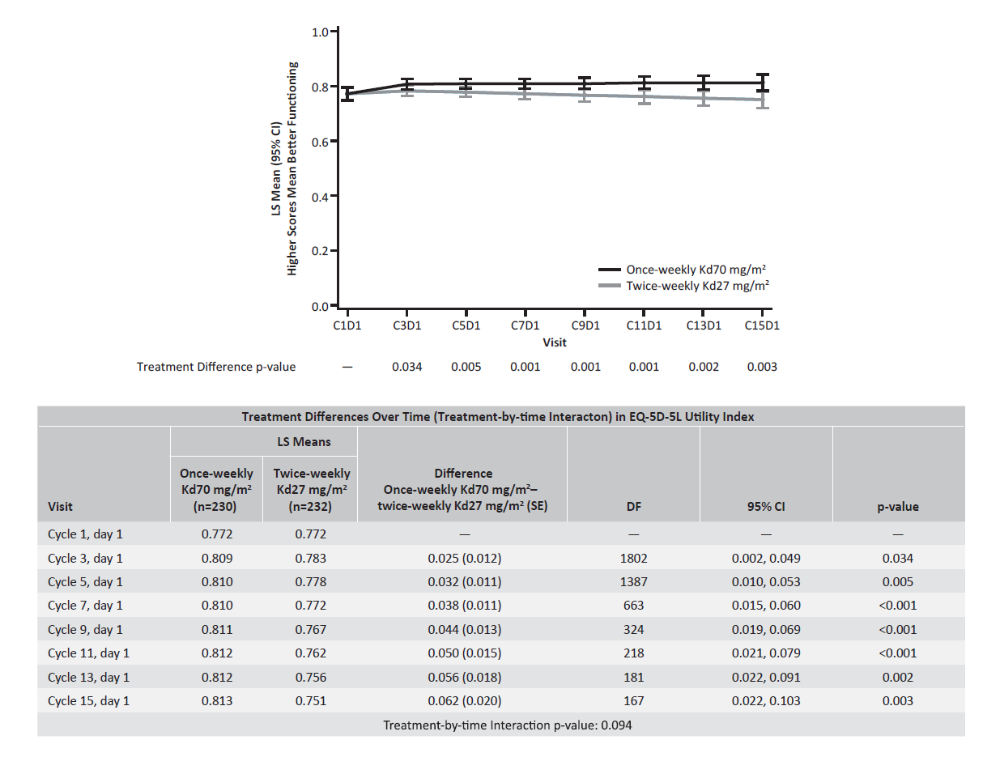 1.0
0.8
0.6
0.4
0.2
0.0
LS Mean (95% CI)
Higher Scores Mean Better Functioning
Once-weekly Kd70 mg/m²
Twice-weekly Kd27 mg/m²
C1D1 C3D1 C5D1 C7D1 C9D1 C11D1 C13D1 C15D1
Visit
Treatment Difference p-value — 0.034 0.005 0.001 0.001 0.001 0.002 0.003
Treatment Differences Over Time (Treatment-by-time Interacton) in EQ-5D-5L Utility Index
LS Means
Once-weekly Twice-weekly Difference
Kd70 mg/m² Kd27 mg/m² Once-weekly Kd70 mg/m²–
Visit (n=230) (n=232) twice-weekly Kd27 mg/m² (SE) DF 95% CI p-value
Cycle 1, day 1 0.772 0.772 — — — —
Cycle 3, day 1 0.809 0.783 0.025 (0.012) 1802 0.002, 0.049 0.034
Cycle 5, day 1 0.810 0.778 0.032 (0.011) 1387 0.010, 0.053 0.005
Cycle 7, day 1 0.810 0.772 0.038 (0.011) 663 0.015, 0.060 <0.001
Cycle 9, day 1 0.811 0.767 0.044 (0.013) 324 0.019, 0.069 <0.001
Cycle 11, day 1 0.812 0.762 0.050 (0.015) 218 0.021, 0.079 <0.001
Cycle 13, day 1 0.812 0.756 0.056 (0.018) 181 0.022, 0.091 0.002
Cycle 15, day 1 0.813 0.751 0.062 (0.020) 167 0.022, 0.103 0.003
Treatment-by-time Interaction p-value: 0.094